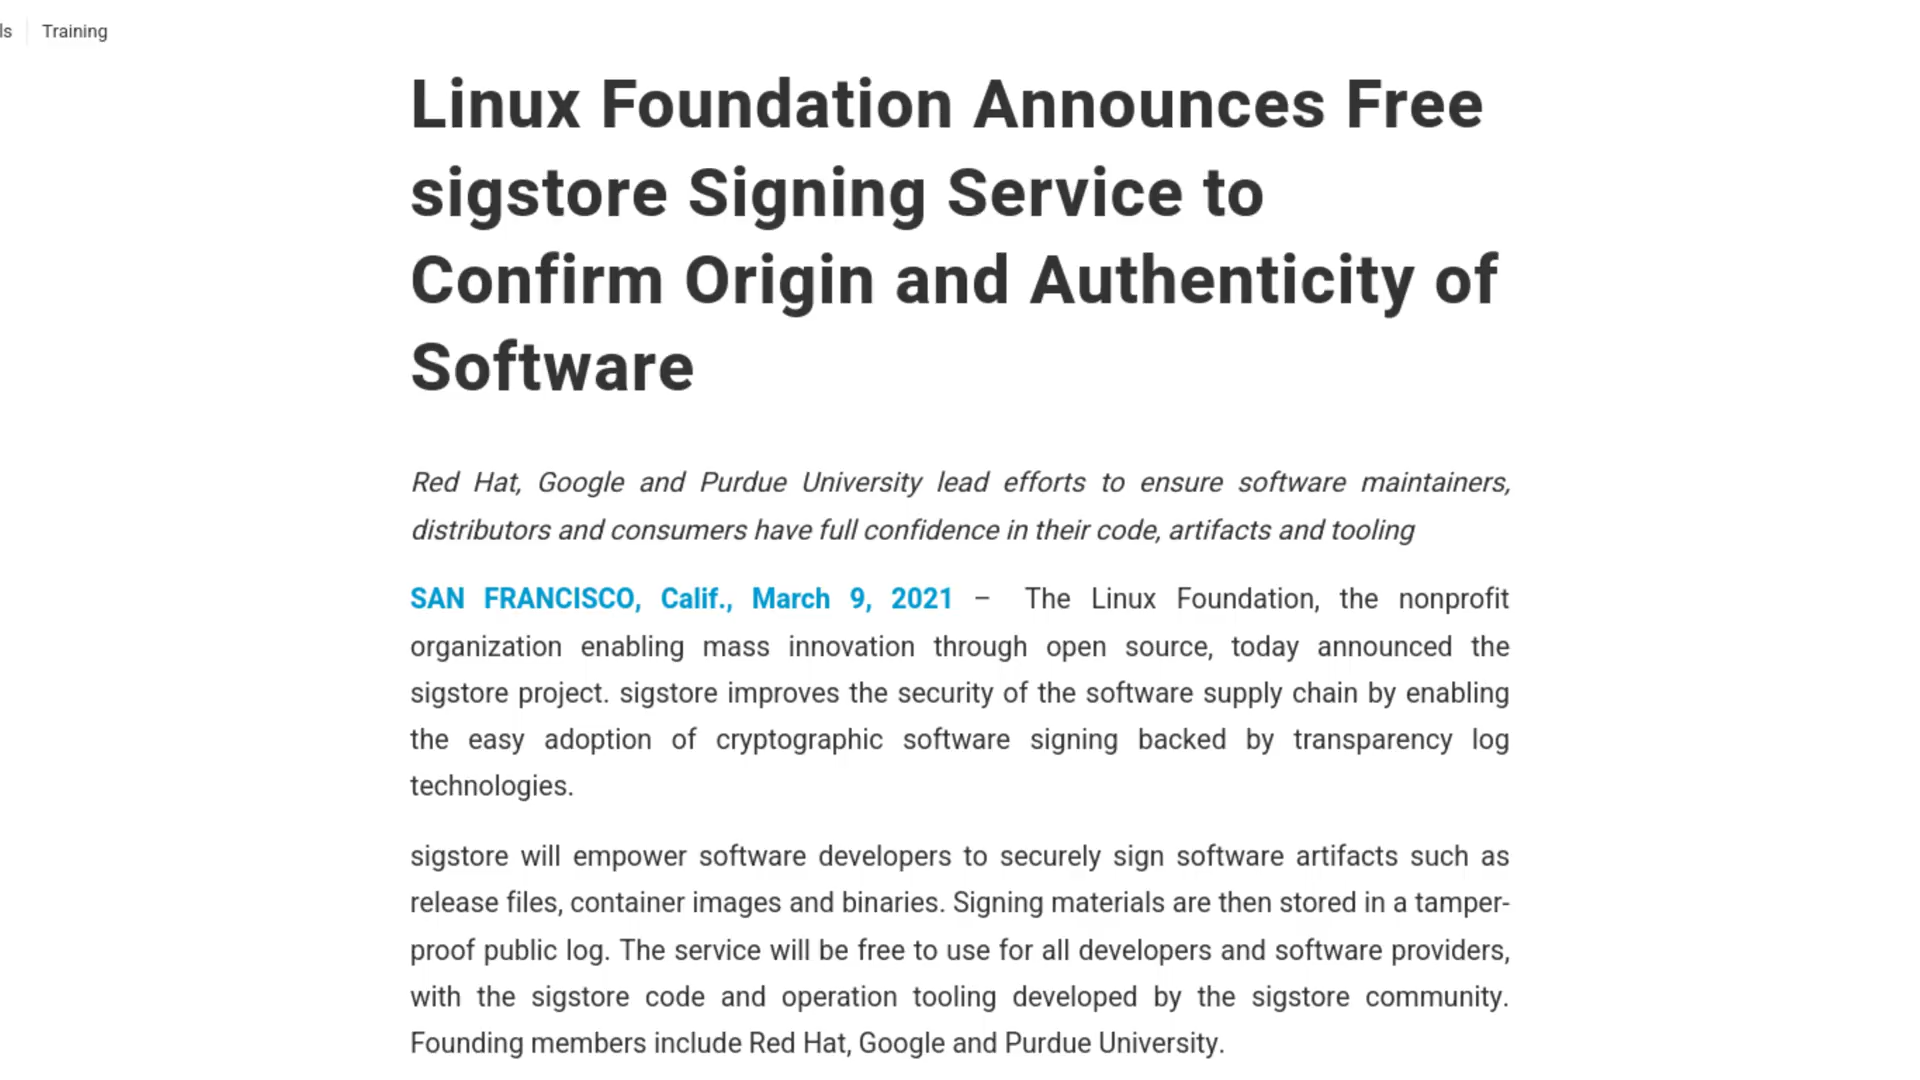 ls
Training
Linux Foundation Announces Free
sigstore Signing Service to
Confirm Origin and Authenticity of
Software
Red Hat, Google and Purdue University lead efforts to ensure software maintainers,
distributors and consumers have full confidence in their code, artifacts and tooling
SAN FRANCISCO, Calif., March 9, 2021 – The Linux Foundation, the nonprofit
organization enabling mass innovation through open source, today announced the
sigstore project. sigstore improves the security of the software supply chain by enabling
the easy adoption of cryptographic software signing backed by transparency log
technologies.
sigstore will empower software developers to securely sign software artifacts such as
release files, container images and binaries. Signing materials are then stored in a tamper-
proof public log. The service will be free to use for all developers and software providers,
with the sigstore code and operation tooling developed by the sigstore community.
Founding members include Red Hat, Google and Purdue University.